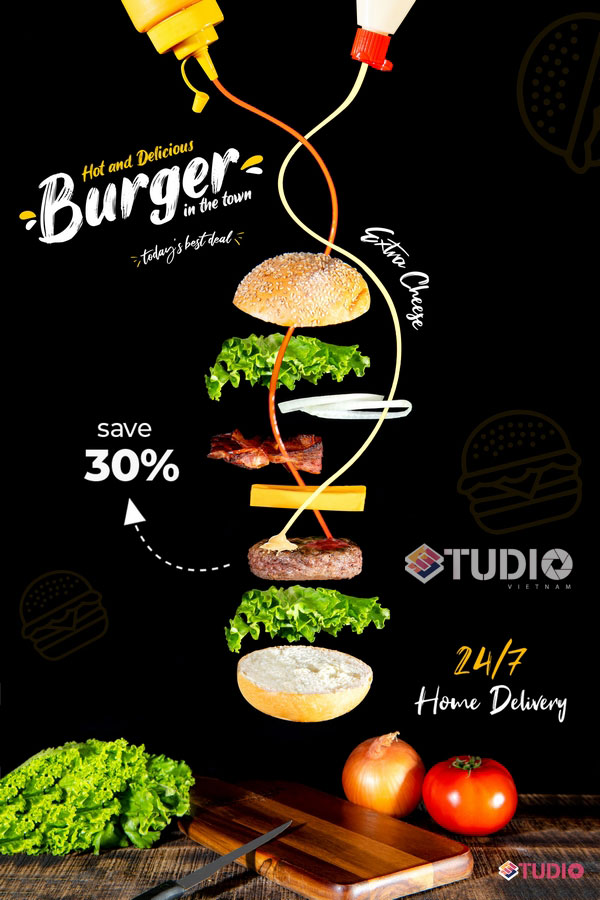 Hot and Delicious
Burger
in the town
today's best deal
Extra Cheese
save
30%
STUDIO
VIETNAM
24/7
Home Delivery
STUDIO